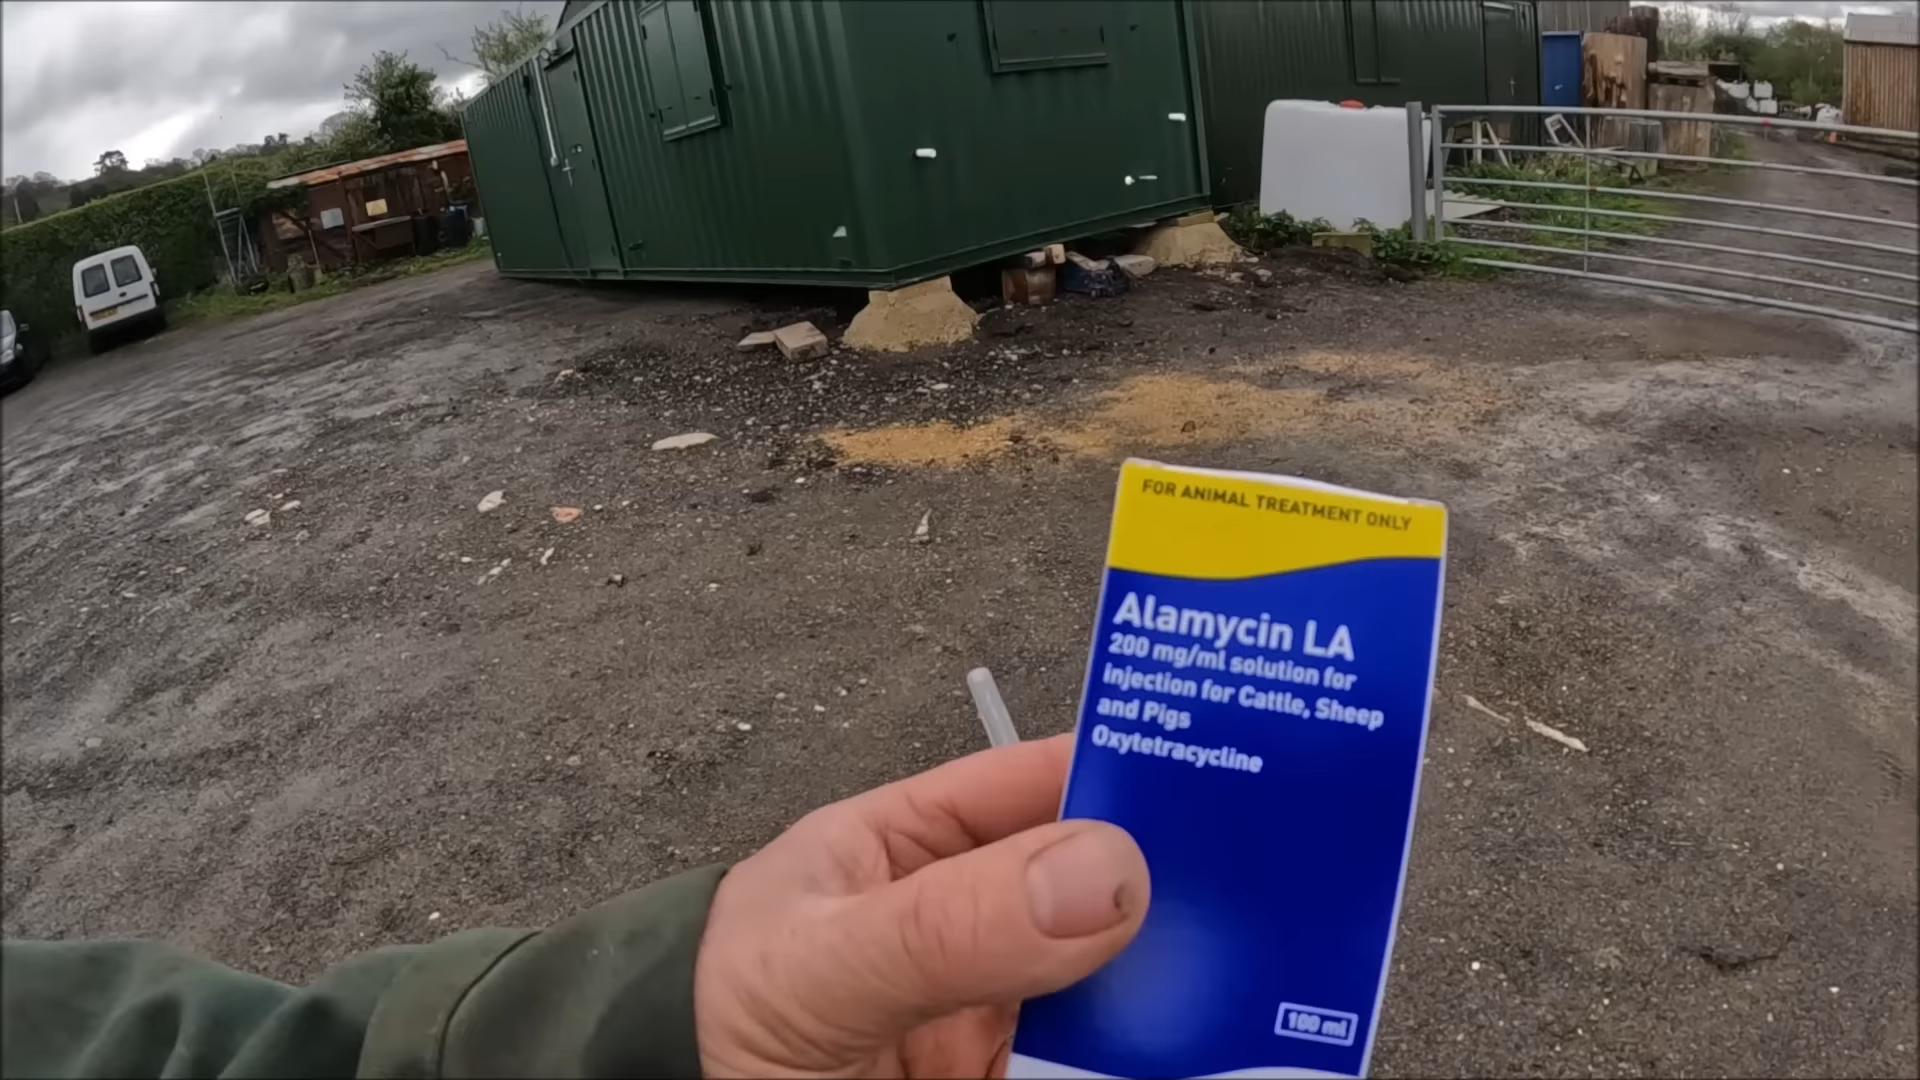 FOR ANIMAL TREATMENT ONLY
Alamycin LA
200 mg/ml solution for
injection for Cattle, Sheep
and Pigs
Oxytetracycline
100 ml